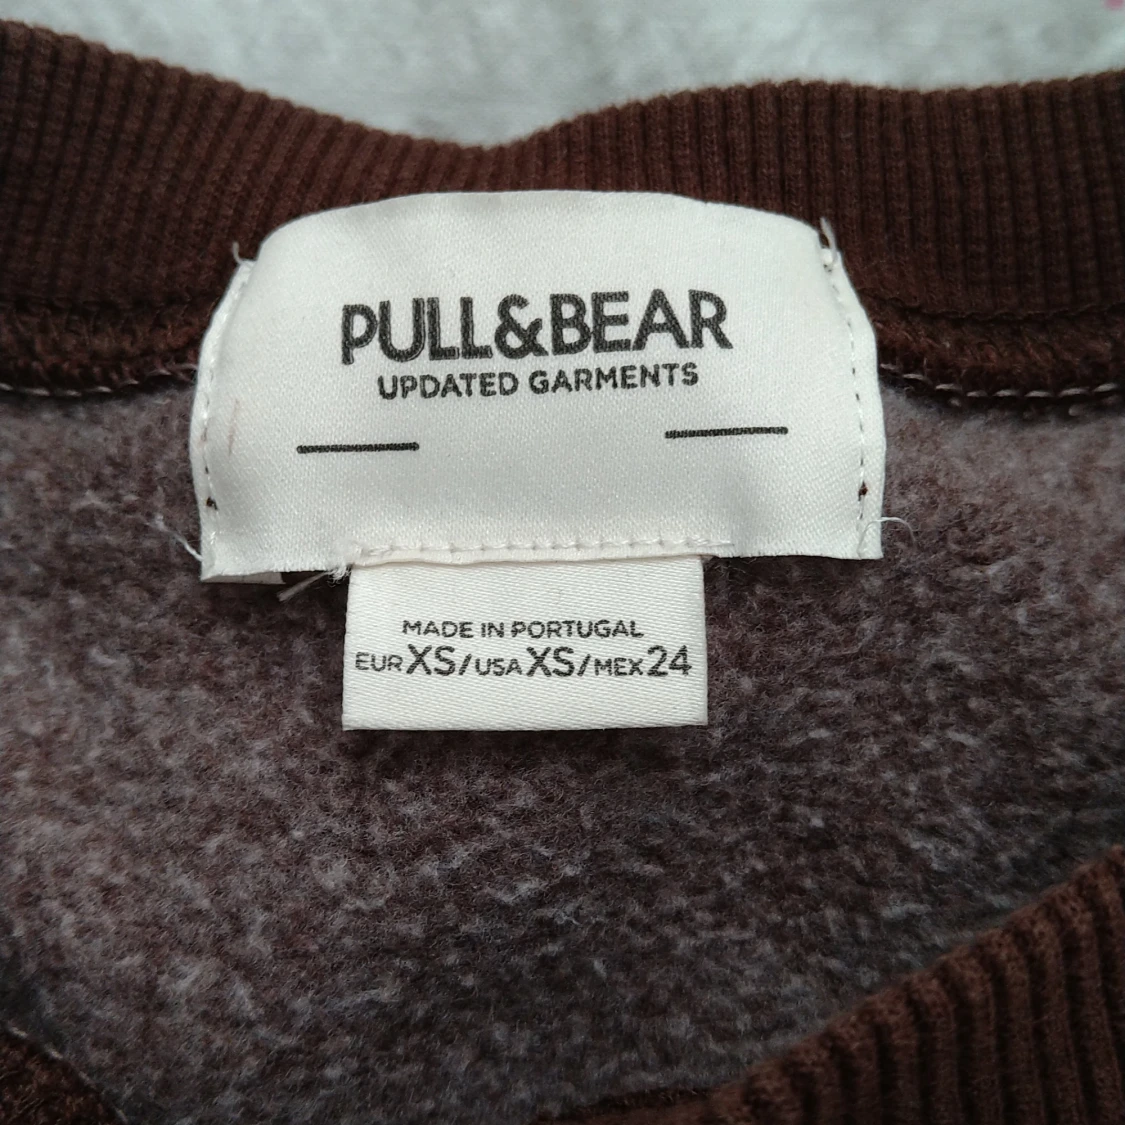 PULL&BEAR
UPDATED GARMENTS
MADE IN PORTUGAL
EUR XS/USA XS/MEX 24